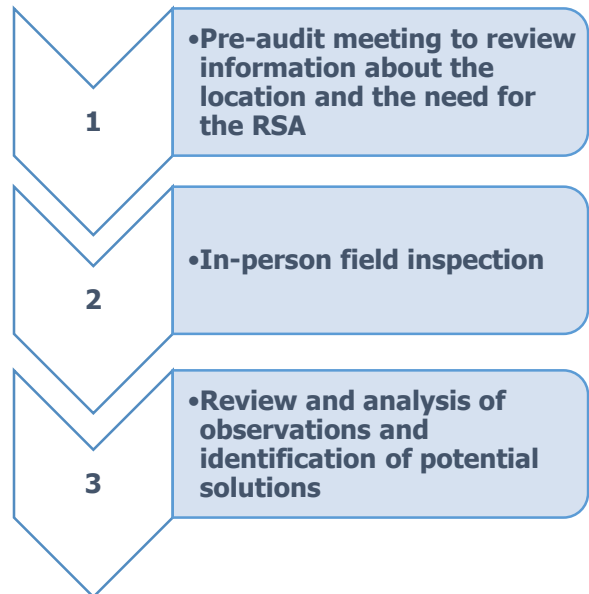 1
•Pre-audit meeting to review
information about the
location and the need for
the RSA
2
•In-person field inspection
3
•Review and analysis of
observations and
identification of potential
solutions